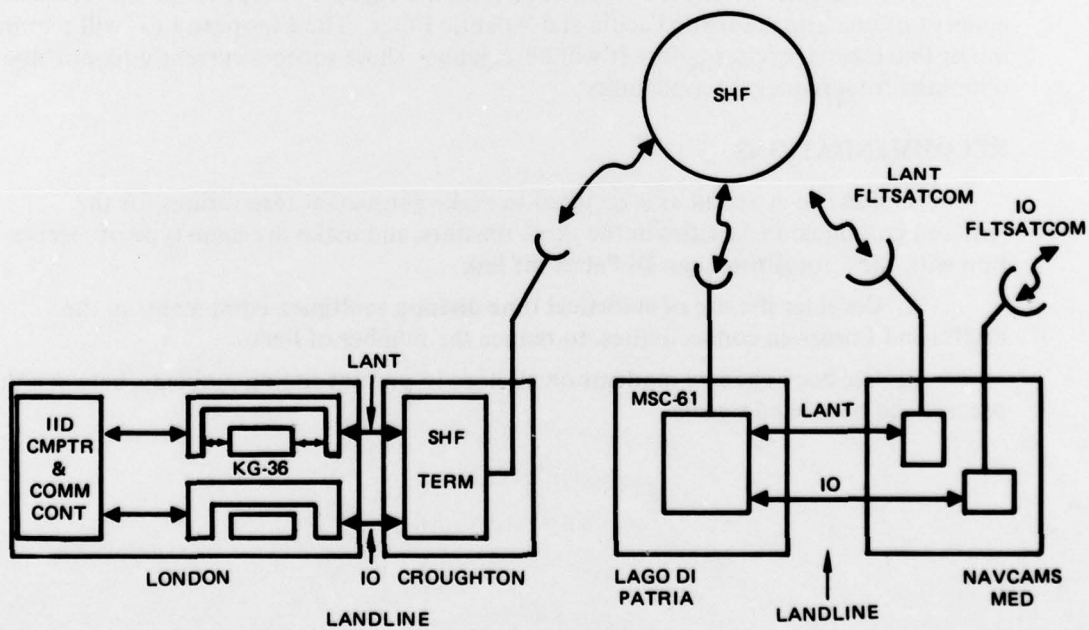 SHF
LANT
FLTSATCOM
IO
FLTSATCOM
LANT
MSC-61
LANT
IID
CMPTR
&
COMM
CONT
KG-36
SHF
TERM
IO
LONDON
IO
CROUGHTON
LAGO DI
PATRIA
NAVCAMS
MED
LANDLINE
LANDLINE